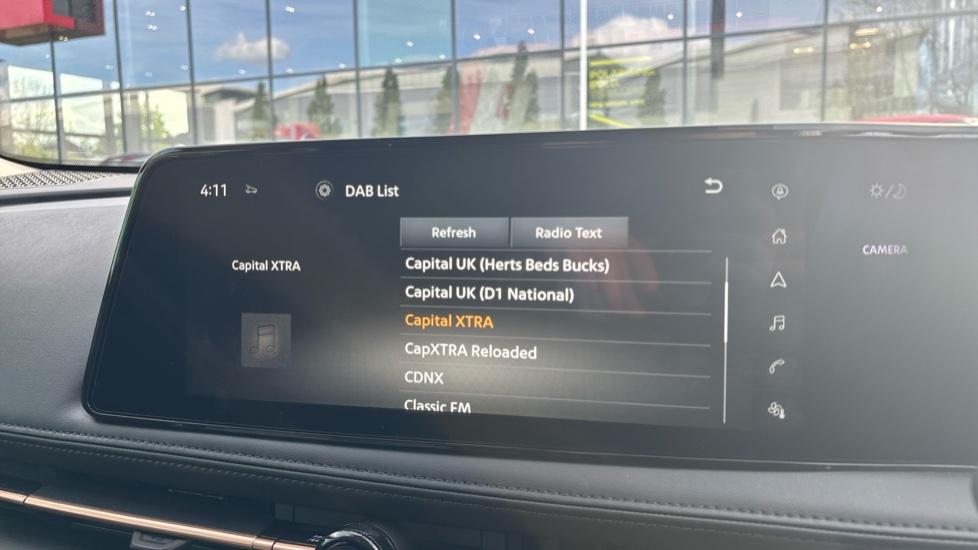 4:11
DAB List
Refresh
Radio Text
Capital XTRA
Capital UK (Herts Beds Bucks)
Capital UK (D1 National)
Capital XTRA
CapXTRA Reloaded
CDNX
Classic FM
CAMERA